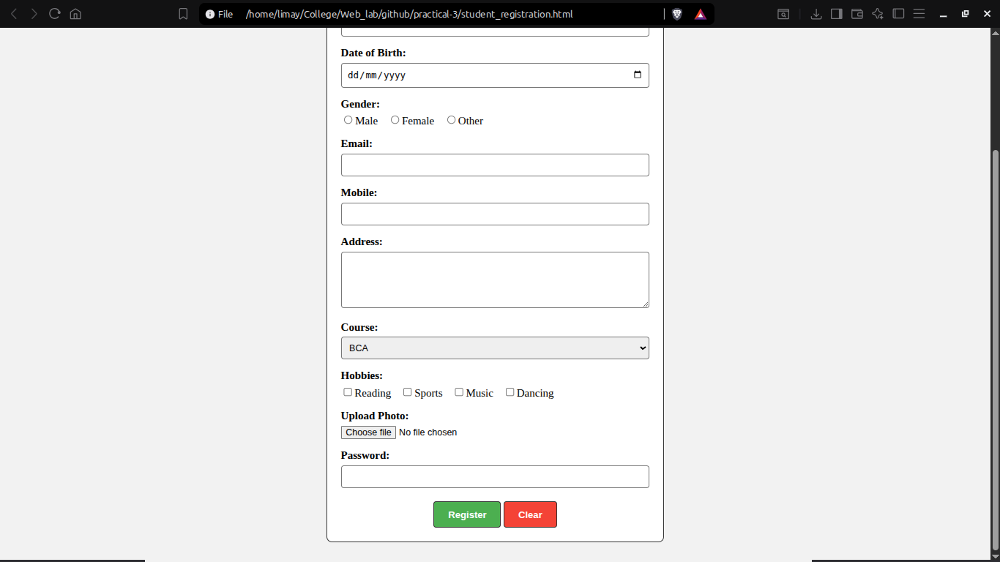 File /home/limay/College/Web_lab/github/practical-3/student_registration.html
Date of Birth:
dd/mm/yyyy
Gender:
Male Female Other
Email:
Mobile:
Address:
Course:
BCA
Hobbies:
Reading Sports Music Dancing
Upload Photo:
Choose file No file chosen
Password:
Register Clear